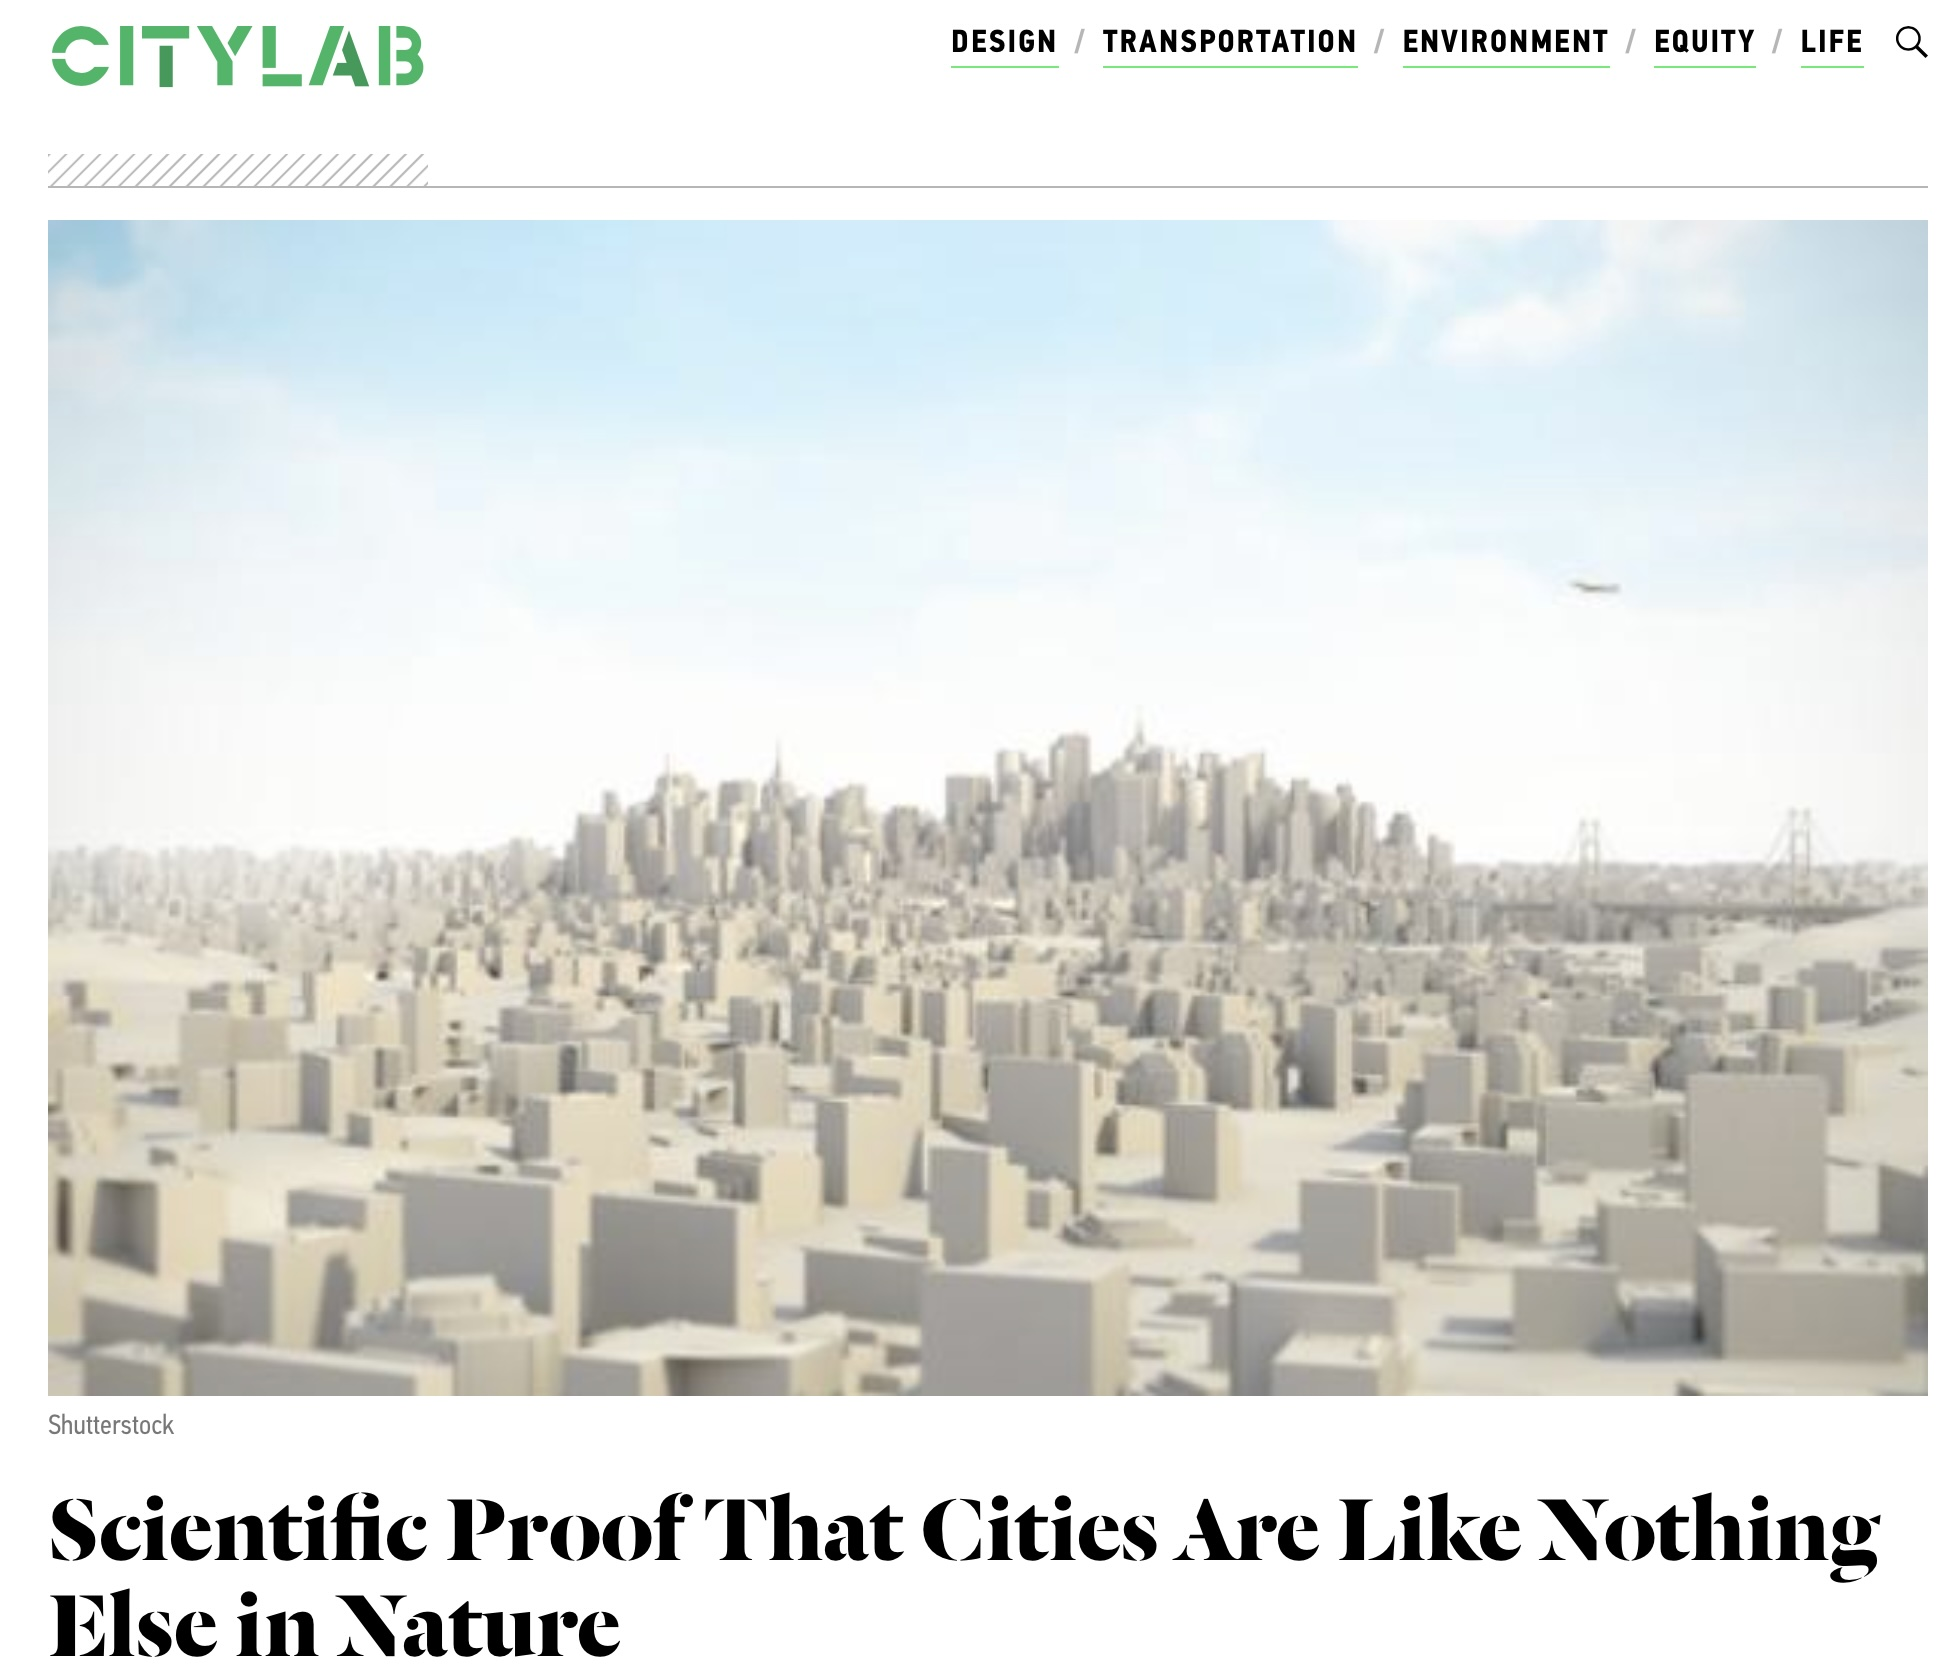 CITYLAB
DESIGN / TRANSPORTATION / ENVIRONMENT / EQUITY / LIFE
Shutterstock
Scientific Proof That Cities Are Like Nothing
Else in Nature